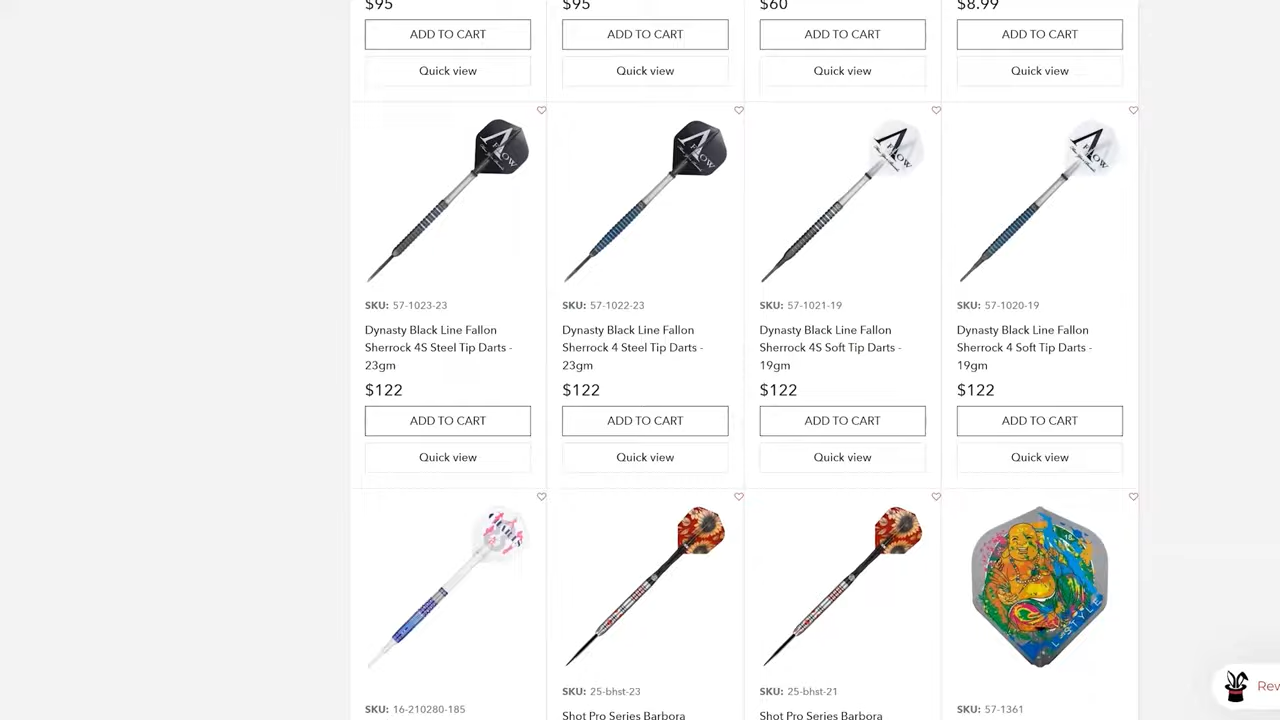 $95
$95
$60
$8.99
ADD TO CART
ADD TO CART
ADD TO CART
ADD TO CART
Quick view
Quick view
Quick view
Quick view
FLOW
FLOW
FLOW
FLOW
SKU: 57-1023-23
SKU: 57-1022-23
SKU: 57-1021-19
SKU: 57-1020-19
Dynasty Black Line Fallon
Sherrock 4S Steel Tip Darts -
23gm
Dynasty Black Line Fallon
Sherrock 4 Steel Tip Darts -
23gm
Dynasty Black Line Fallon
Sherrock 4S Soft Tip Darts -
19gm
Dynasty Black Line Fallon
Sherrock 4 Soft Tip Darts -
19gm
$122
$122
$122
$122
ADD TO CART
ADD TO CART
ADD TO CART
ADD TO CART
Quick view
Quick view
Quick view
Quick view
L-STYLE
SKU: 16-210280-185
SKU: 25-bhst-23
SKU: 25-bhst-21
SKU: 57-1361
Shot Pro Series Barbora
Shot Pro Series Barbora
Rev